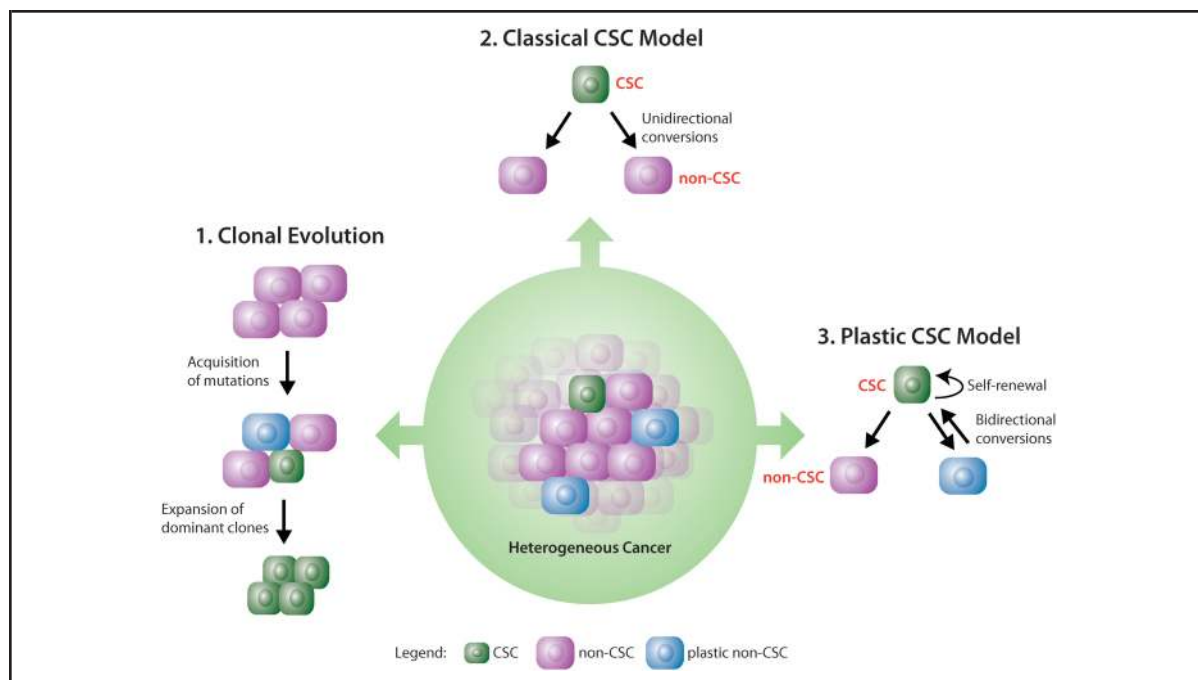 2. Classical CSC Model
CSC
Unidirectional
conversions
non-CSC
1. Clonal Evolution
Acquisition
of mutations
Expansion of
dominant clones
Heterogeneous Cancer
3. Plastic CSC Model
CSC
Self-renewal
Bidirectional
conversions
non-CSC
Legend: CSC non-CSC plastic non-CSC